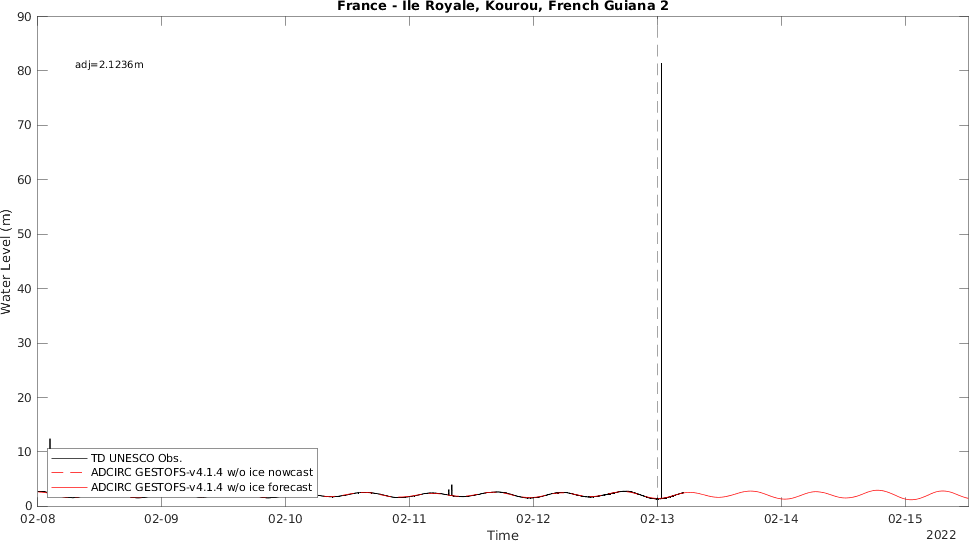 France - Ile Royale, Kourou, French Guiana 2
90
80
70
60
50
40
30
20
10
0
Water Level (m)
adj=2.1236m
TD UNESCO Obs.
ADCIRC GESTOFS-v4.1.4 w/o ice nowcast
ADCIRC GESTOFS-v4.1.4 w/o ice forecast
02-08 02-09 02-10 02-11 02-12 02-13 02-14 02-15
Time
2022